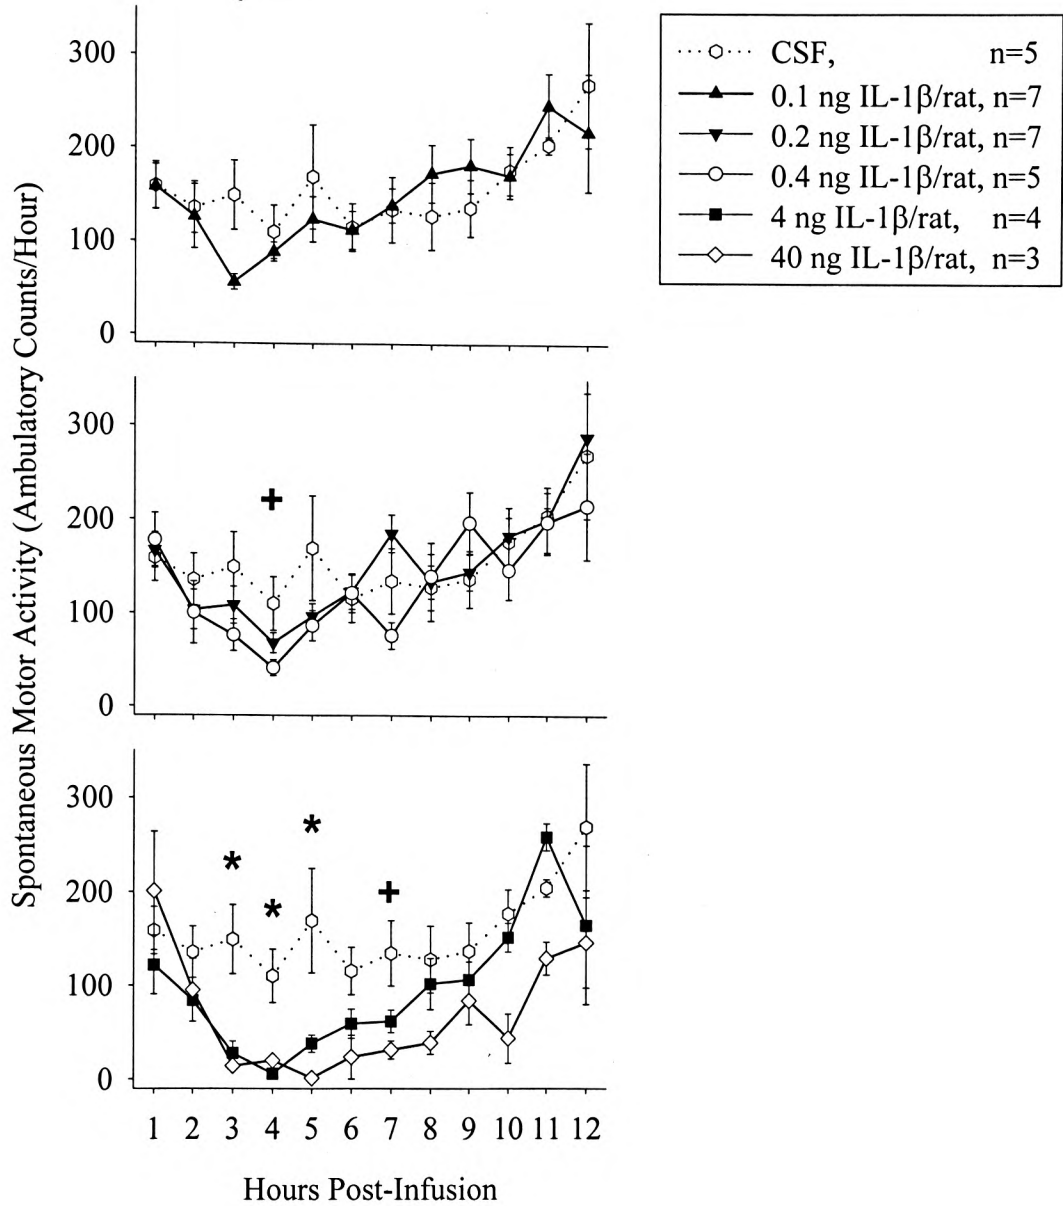 Spontaneous Motor Activity (Ambulatory Counts/Hour)
300
200
100
0
CSF, n=5
0.1 ng IL-1β/rat, n=7
0.2 ng IL-1β/rat, n=7
0.4 ng IL-1β/rat, n=5
4 ng IL-1β/rat, n=4
40 ng IL-1β/rat, n=3
300
200
100
0
+
300
200
100
0
* * * +
1 2 3 4 5 6 7 8 9 10 11 12
Hours Post-Infusion